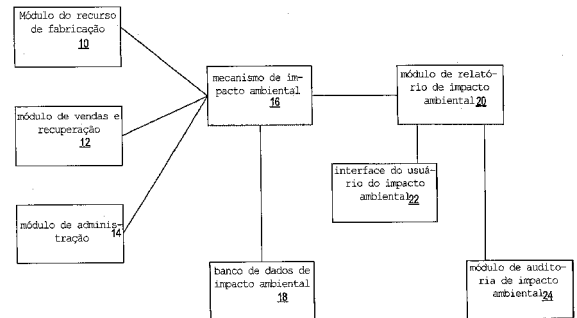 Módulo do recurso
de fabricação
10
mecanismo de im-
pacto ambiental
16
módulo de relató-
rio de impacto
ambiental 20
módulo de vendas e
recuperação
12
interface do usuá-
rio do impacto
ambiental 22
módulo de adminis-
tração 14
banco de dados de
impacto ambiental
18
módulo de audito-
ria de impacto
ambiental 24